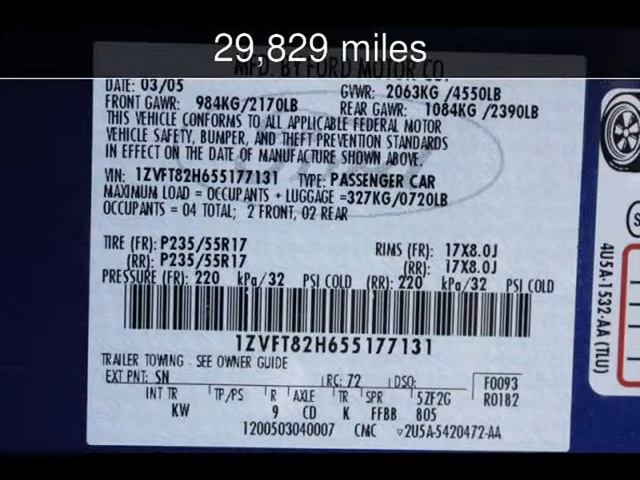 29,829 miles
MFD. BY FORD MOTOR CO.
DATE: 03/05 GVWR: 2063KG /4550LB
FRONT GAWR: 984KG/2170LB REAR GAWR: 1084KG /2390LB
THIS VEHICLE CONFORMS TO ALL APPLICABLE FEDERAL MOTOR
VEHICLE SAFETY, BUMPER, AND THEFT PREVENTION STANDARDS
IN EFFECT ON THE DATE OF MANUFACTURE SHOWN ABOVE.
VIN: 1ZVFT82H655177131 TYPE: PASSENGER CAR
MAXIMUM LOAD = OCCUPANTS + LUGGAGE =327KG/0720LB
OCCUPANTS = 04 TOTAL; 2 FRONT, 02 REAR
TIRE (FR): P235/55R17 RIMS (FR): 17X8.0J
(RR): P235/55R17 (RR): 17X8.0J
PRESSURE (FR): 220 kPa/32 PSI COLD (RR): 220 kPa/32 PSI COLD
1ZVFT82H655177131
TRAILER TOWING - SEE OWNER GUIDE
EXT PNT: SN RC: 72 DSO: F0093
INT TR TP/PS R AXLE TR SPR 5ZF2G R0182
KW 9 CD K FFBB 805
1200503040007 CMC ▽2U5A-5420472-AA
4U5A-1532-AA (TLU)